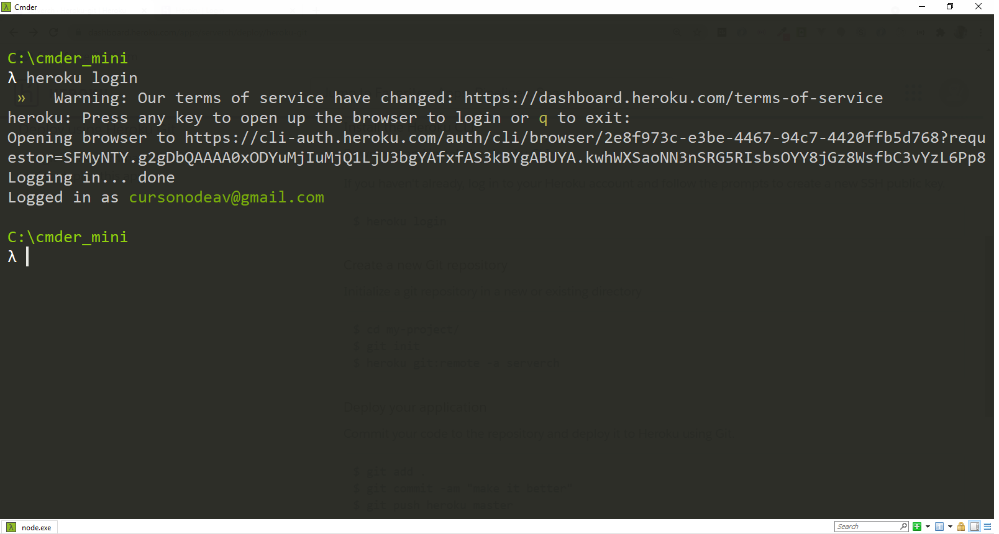 Cmder
C:\cmder_mini
λ heroku login
» Warning: Our terms of service have changed: https://dashboard.heroku.com/terms-of-service
heroku: Press any key to open up the browser to login or q to exit:
Opening browser to https://cli-auth.heroku.com/auth/cli/browser/2e8f973c-e3be-4467-94c7-4420ffb5d768?requ
estor=SFMyNTY.g2gDbQAAAA0xODYuMjIuMjQ1LjU3bgYAfxfAS3kBYgABUYA.kwhWXSaoNN3nSRG5RIsbsOYY8jGz8WsfbC3vYzL6Pp8
Logging in... done
If you haven't already, log in to your Heroku account and follow the prompts to create a new SSH public key.
Logged in as cursonodeav@gmail.com
$ heroku login
C:\cmder_mini
λ
Create a new Git repository
Initialize a git repository in a new or existing directory
$ cd my-project/
$ git init
$ heroku git:remote -a serverch
Deploy your application
Commit your code to the repository and deploy it to Heroku using Git.
$ git add .
$ git commit -am "make it better"
$ git push heroku master
node.exe
Search